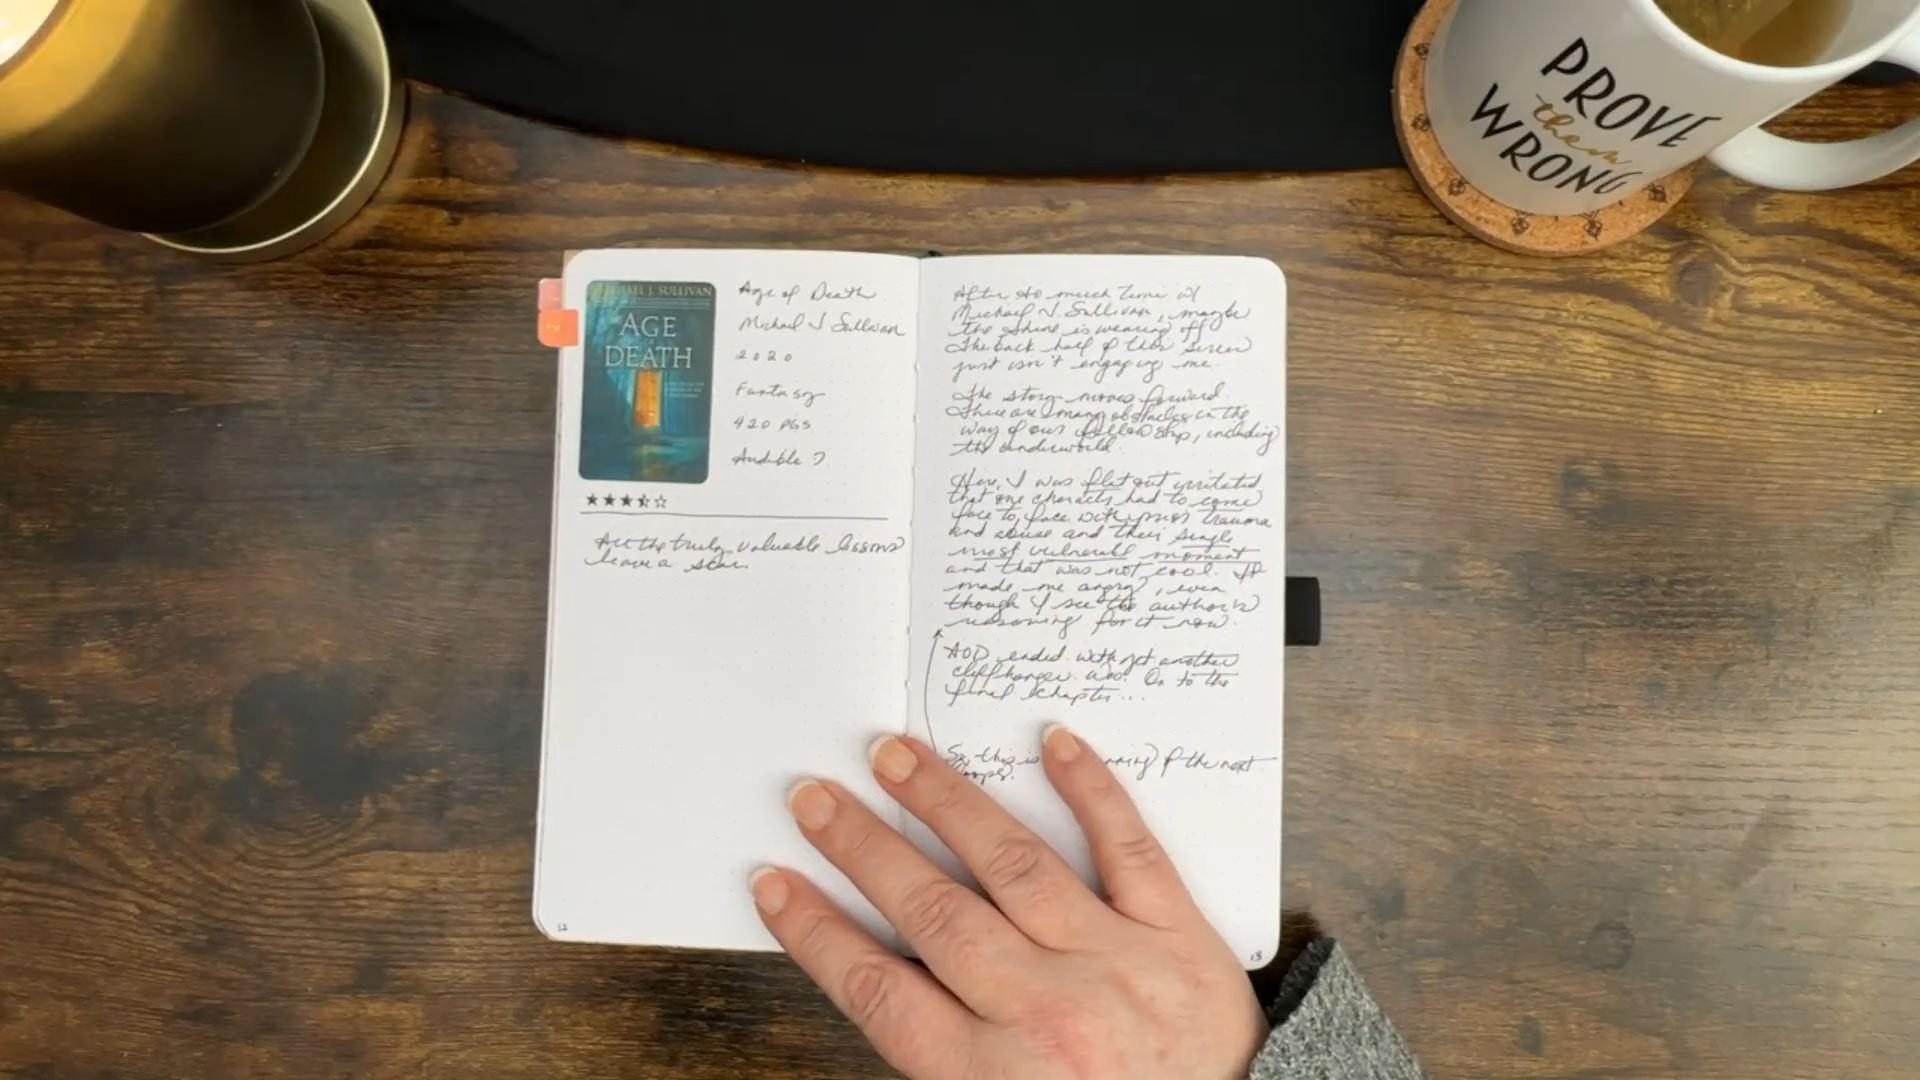 PROVE
them
WRONG
MICHAEL J. SULLIVAN
AGE
DEATH
Age of Death
Michael J Sullivan
2020
Fantasy
420 PGS
Audible
All the truly valuable lessons
leave a scar.
12
After so much time w/
Michael J Sullivan, maybe
the shine is wearing off.
The back half of this series
just isn't engaging me.
The story moves forward.
There are many obstacles in the
way of our fellowship, including
the underworld.
Now, I was flat out irritated
that one character had to come
face to face with prior trauma
and abuse and their single
most vulnerable moment
and that was not cool. It
made me angry, even
though I see the author's
reasoning for it now.
AOD ended with yet another
cliffhanger. On to the
final chapter...
So, this is of the next
13